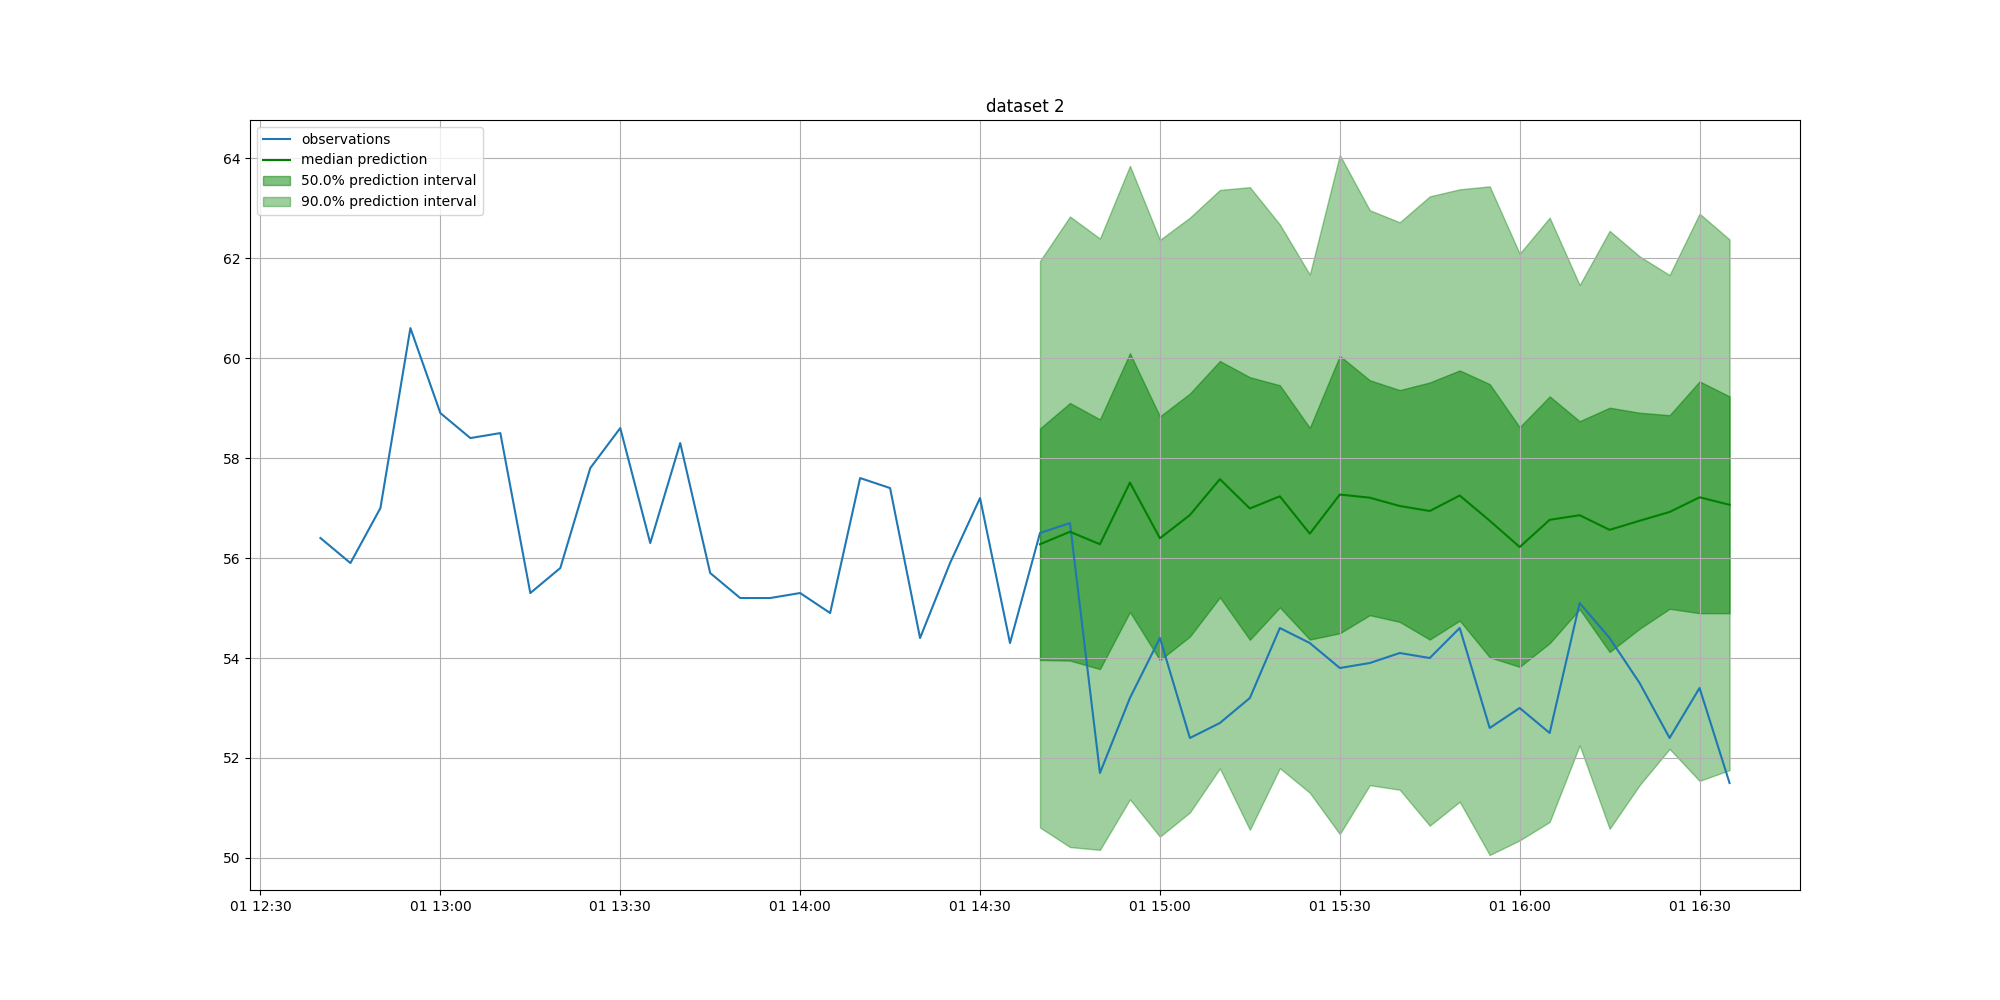 dataset 2
observations
median prediction
50.0% prediction interval
90.0% prediction interval
64
62
60
58
56
54
52
50
01 12:30 01 13:00 01 13:30 01 14:00 01 14:30 01 15:00 01 15:30 01 16:00 01 16:30